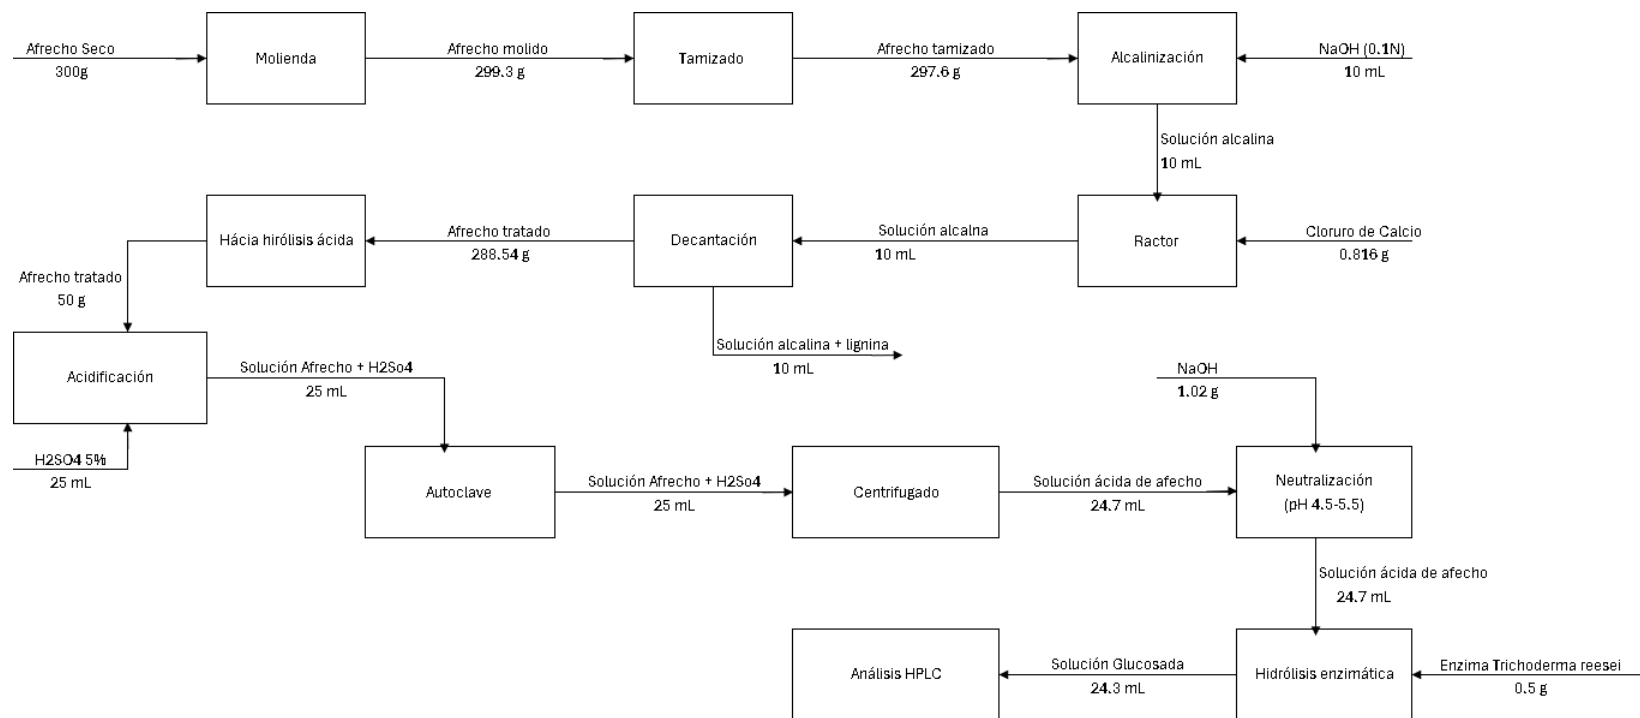 Afrecho Seco
300g
Molienda
Afrecho molido
299.3 g
Tamizado
Afrecho tamizado
297.6 g
Alcalinización
NaOH (0.1N)
10 mL
Solución alcalina
10 mL
Hácia hirólisis ácida
Afrecho tratado
288.54 g
Decantación
Solución alcalna
10 mL
Ractor
Cloruro de Calcio
0.816 g
Afrecho tratado
50 g
Solución alcalina + lignina
10 mL
Acidificación
Solución Afrecho + H2So4
25 mL
NaOH
1.02 g
H2SO4 5%
25 mL
Autoclave
Solución Afrecho + H2So4
25 mL
Centrifugado
Solución ácida de afecho
24.7 mL
Neutralización
(pH 4.5-5.5)
Solución ácida de afecho
24.7 mL
Análisis HPLC
Solución Glucosada
24.3 mL
Hidrólisis enzimática
Enzima Trichoderma reesei
0.5 g